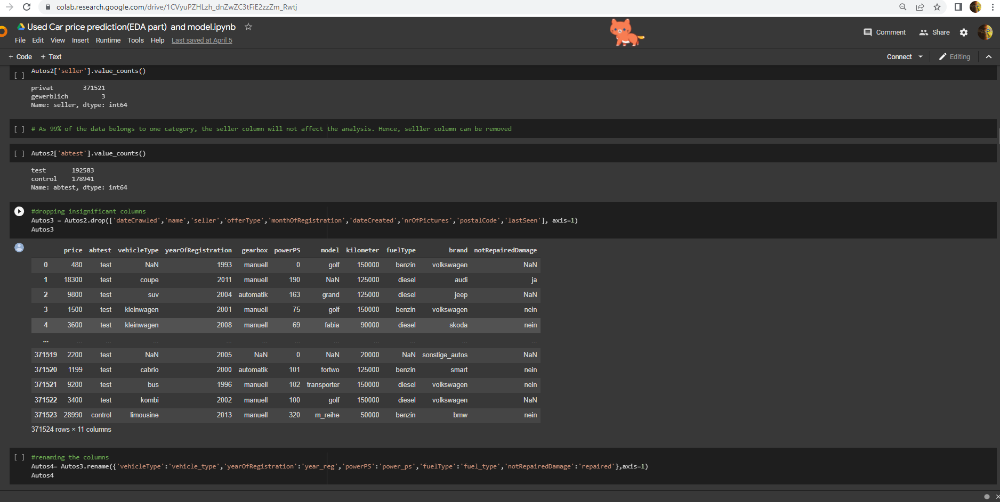 colab.research.google.com/drive/1CVyuPZHLzh_dnZwZC3tFiE2zzZm_Rwtj
Used Car price prediction(EDA part) and model.ipynb
Comment Share
File Edit View Insert Runtime Tools Help Last saved at April 5
+ Code + Text Connect Editing
[ ] Autos2['seller'].value_counts()
privat 371521
gewerblich 3
Name: seller, dtype: int64
[ ] # As 99% of the data belongs to one category, the seller column will not affect the analysis. Hence, selller column can be removed
[ ] Autos2['abtest'].value_counts()
test 192583
control 178941
Name: abtest, dtype: int64
#dropping insignificant columns
Autos3 = Autos2.drop(['dateCrawled','name','seller','offerType','monthOfRegistration','dateCreated','nrOfPictures','postalCode','lastSeen'], axis=1)
Autos3
price abtest vehicleType yearOfRegistration gearbox powerPS model kilometer fuelType brand notRepairedDamage
0 480 test NaN 1993 manuell 0 golf 150000 benzin volkswagen NaN
1 18300 test coupe 2011 manuell 190 NaN 125000 diesel audi ja
2 9800 test suv 2004 automatik 163 grand 125000 diesel jeep NaN
3 1500 test kleinwagen 2001 manuell 75 golf 150000 benzin volkswagen nein
4 3600 test kleinwagen 2008 manuell 69 fabia 90000 diesel skoda nein
... ... ... ... ... ... ... ... ... ... ... ...
371519 2200 test NaN 2005 NaN 0 NaN 20000 NaN sonstige_autos NaN
371520 1199 test cabrio 2000 automatik 101 fortwo 125000 benzin smart nein
371521 9200 test bus 1996 manuell 102 transporter 150000 diesel volkswagen nein
371522 3400 test kombi 2002 manuell 100 golf 150000 diesel volkswagen NaN
371523 28990 control limousine 2013 manuell 320 m_reihe 50000 benzin bmw nein
371524 rows × 11 columns
[ ] #renaming the columns
Autos4= Autos3.rename({'vehicleType':'vehicle_type','yearOfRegistration':'year_reg','powerPS':'power_ps','fuelType':'fuel_type','notRepairedDamage':'repaired'},axis=1)
Autos4